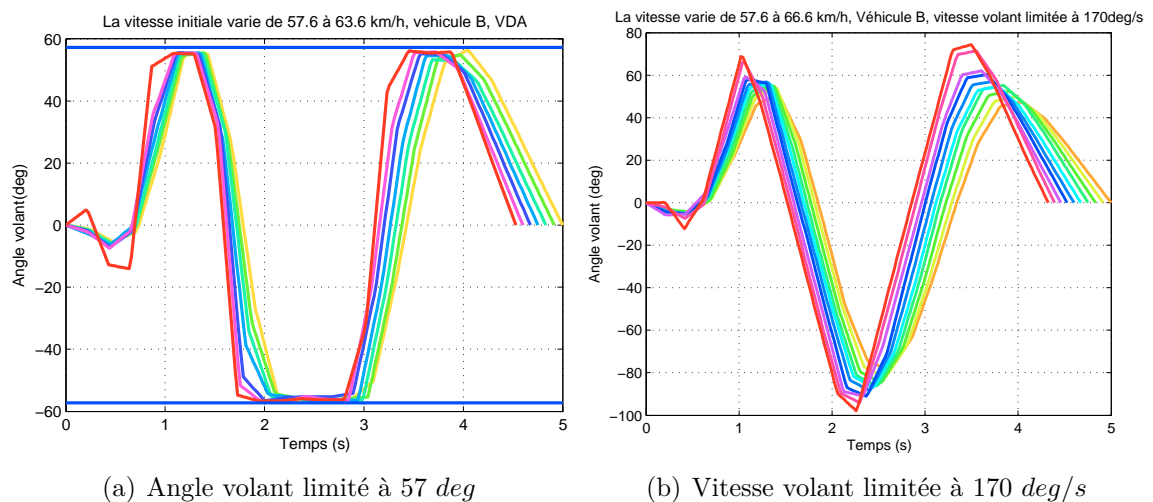 La vitesse initiale varie de 57.6 à 63.6 km/h, vehicule B, VDA
60
40
20
0
−20
−40
−60
Angle volant(deg)
0 1 2 3 4 5
Temps (s)
(a) Angle volant limité à 57 deg
La vitesse varie de 57.6 à 66.6 km/h, Véhicule B, vitesse volant limitée à 170deg/s
80
60
40
20
0
−20
−40
−60
−80
−100
Angle volant (deg)
0 1 2 3 4 5
Temps (s)
(b) Vitesse volant limitée à 170 deg/s